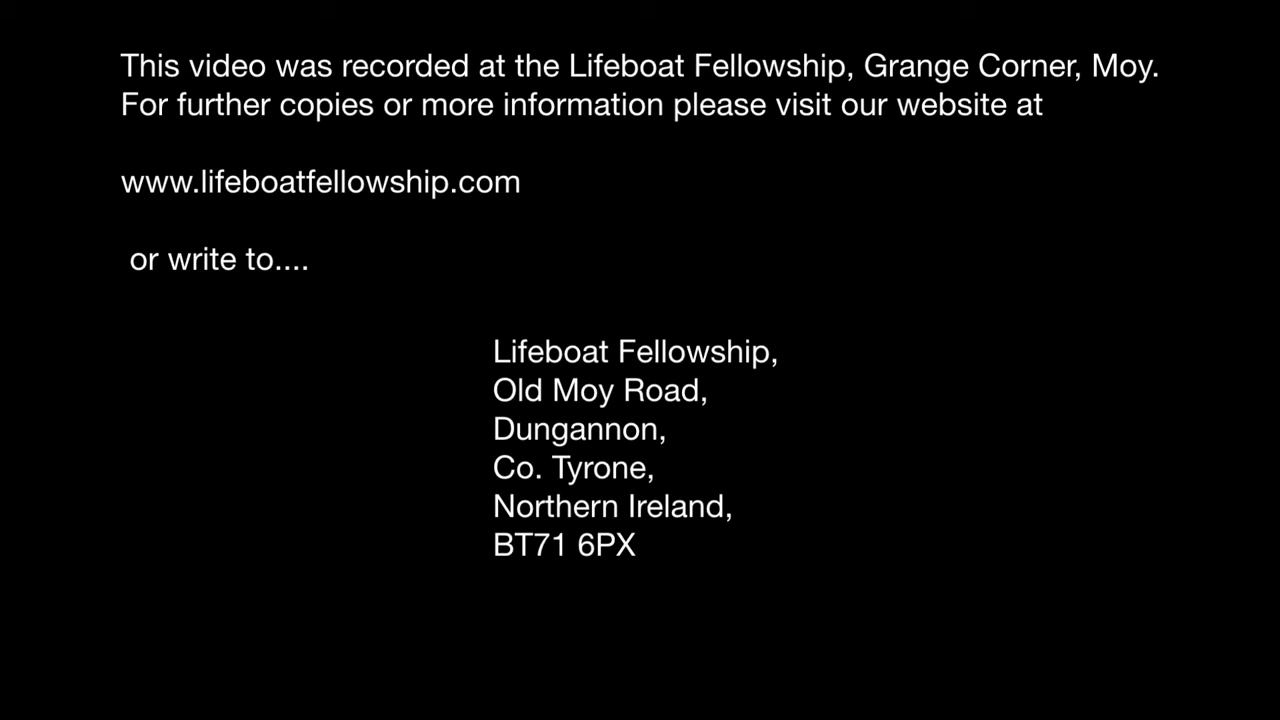 This video was recorded at the Lifeboat Fellowship, Grange Corner, Moy.
For further copies or more information please visit our website at
www.lifeboatfellowship.com
or write to....
Lifeboat Fellowship,
Old Moy Road,
Dungannon,
Co. Tyrone,
Northern Ireland,
BT71 6PX